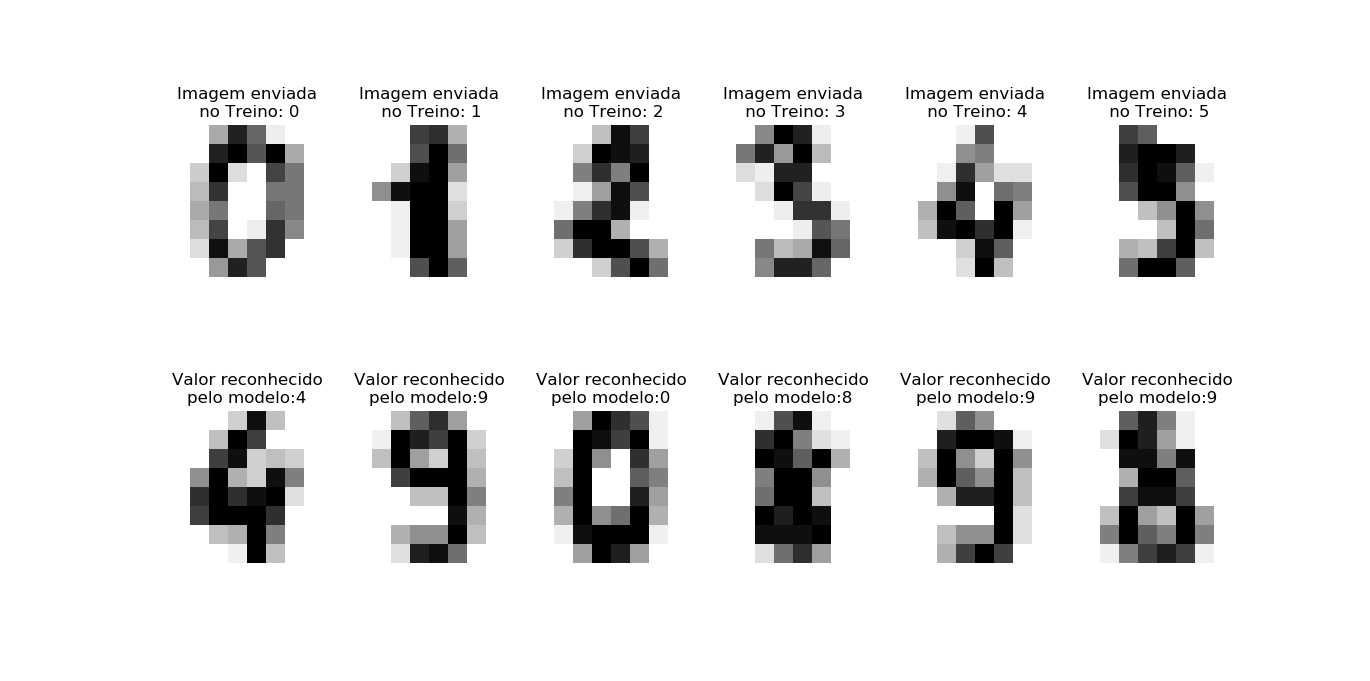 Imagem enviada
no Treino: 0
Imagem enviada
no Treino: 1
Imagem enviada
no Treino: 2
Imagem enviada
no Treino: 3
Imagem enviada
no Treino: 4
Imagem enviada
no Treino: 5
Valor reconhecido
pelo modelo:4
Valor reconhecido
pelo modelo:9
Valor reconhecido
pelo modelo:0
Valor reconhecido
pelo modelo:8
Valor reconhecido
pelo modelo:9
Valor reconhecido
pelo modelo:9